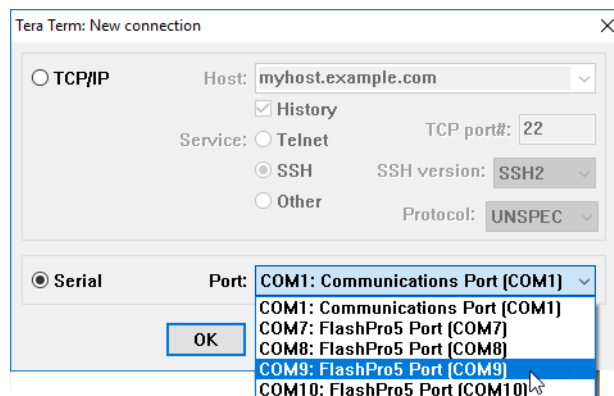 Tera Term: New connection
TCP/IP
Host: myhost.example.com
History
Service: Telnet
TCP port#: 22
SSH
SSH version: SSH2
Other
Protocol: UNSPEC
Serial
Port: COM1: Communications Port (COM1)
COM1: Communications Port (COM1)
COM7: FlashPro5 Port (COM7)
OK
COM8: FlashPro5 Port (COM8)
COM9: FlashPro5 Port (COM9)
COM10: FlashPro5 Port (COM10)